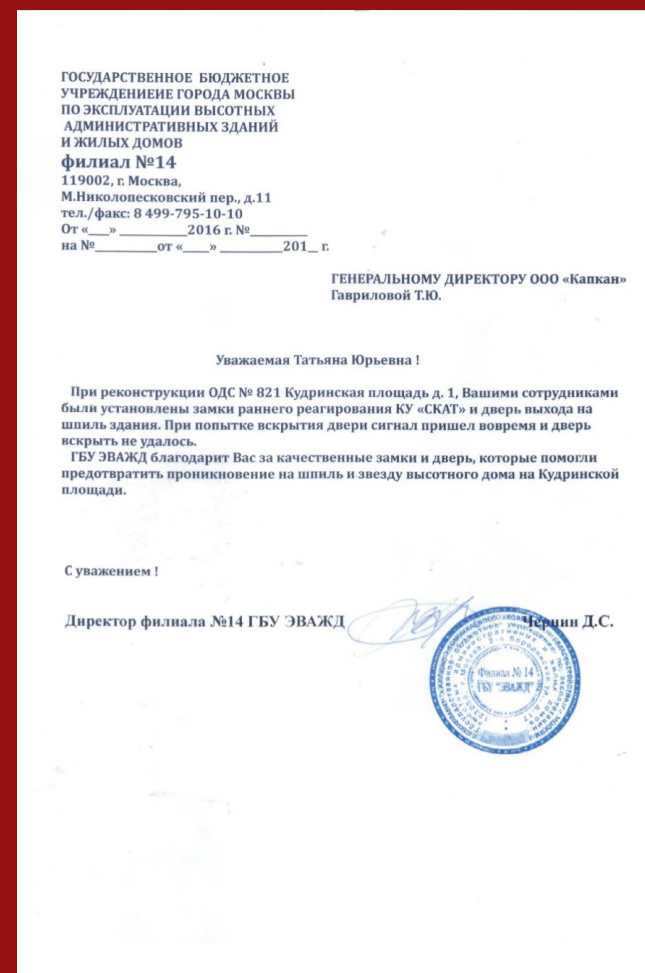 ГОСУДАРСТВЕННОЕ БЮДЖЕТНОЕ
УЧРЕЖДЕНИЕИЕ ГОРОДА МОСКВЫ
ПО ЭКСПЛУАТАЦИИ ВЫСОТНЫХ
АДМИНИСТРАТИВНЫХ ЗДАНИЙ
И ЖИЛЫХ ДОМОВ
филиал №14
119002, г. Москва,
М.Николопесковский пер., д.11
тел./факс: 8 499-795-10-10
От «___» __________2016 г. №_________
на №_________от «____» __________201__ г.
ГЕНЕРАЛЬНОМУ ДИРЕКТОРУ ООО «Капкан»
Гавриловой Т.Ю.
Уважаемая Татьяна Юрьевна !
При реконструкции ОДС № 821 Кудринская площадь д. 1, Вашими сотрудниками
были установлены замки раннего реагирования КУ «СКАТ» и дверь выхода на
шпиль здания. При попытке вскрытия двери сигнал пришел вовремя и дверь
вскрыть не удалось.
ГБУ ЭВАЖД благодарит Вас за качественные замки и дверь, которые помогли
предотвратить проникновение на шпиль и звезду высотного дома на Кудринской
площади.
С уважением !
Директор филиала №14 ГБУ ЭВАЖД
Чернин Д.С.
Филиал № 14
ГБУ "ЭВАЖД"